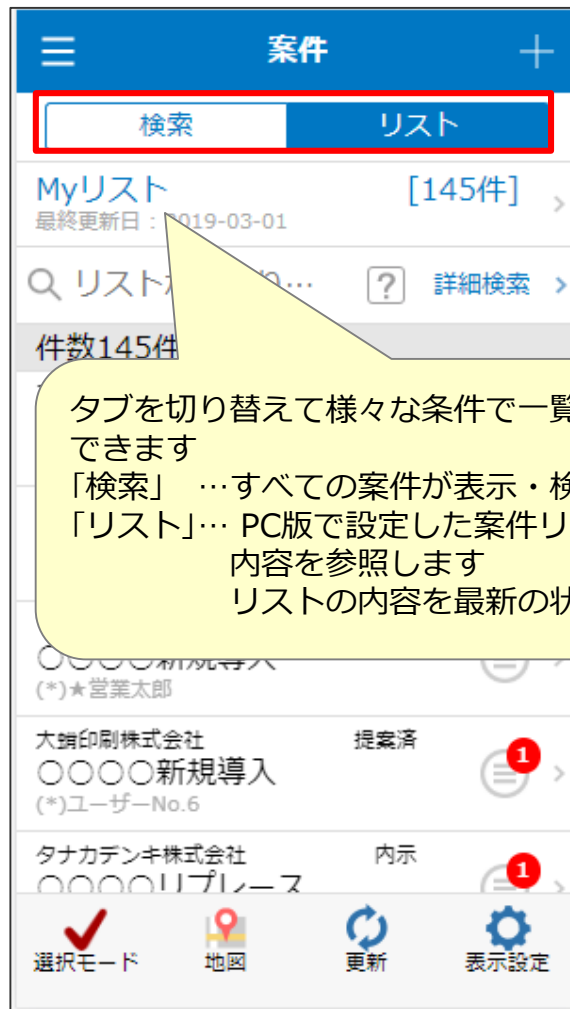 案件
検索 リスト
Myリスト [145件]
最終更新日: 2019-03-01
リスト ? 詳細検索
件数145件
タブを切り替えて様々な条件で一覧
できます
「検索」 …すべての案件が表示・検
「リスト」… PC版で設定した案件リ
内容を参照します
リストの内容を最新の状
○○○○新規導入
(*)★営業太郎
大蛸印刷株式会社 提案済
○○○○新規導入 1
(*)ユーザーNo.6
タナカデンキ株式会社 内示
○○○○リプレース 1
選択モード 地図 更新 表示設定